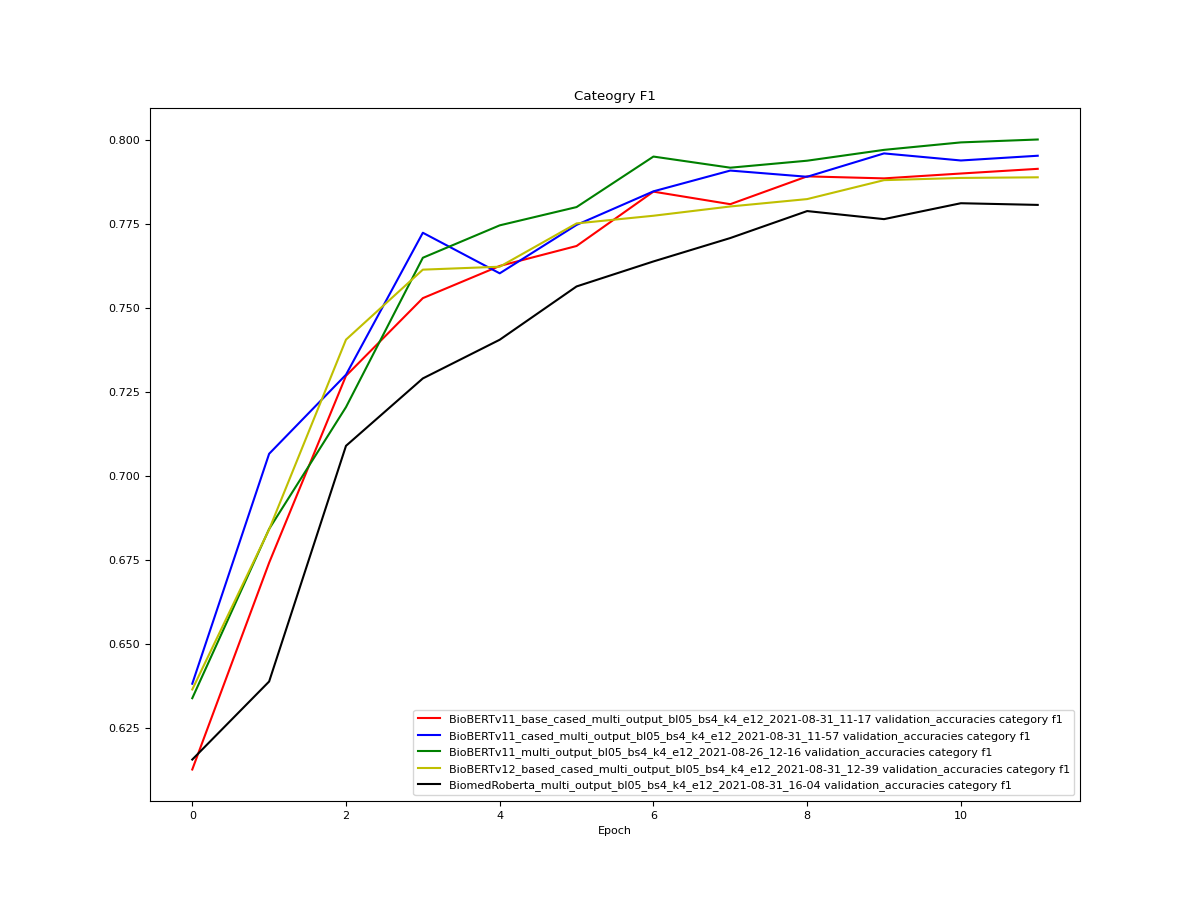 Cateogry F1
0.800
0.775
0.750
0.725
0.700
0.675
0.650
0.625
BioBERTv11_base_cased_multi_output_bl05_bs4_k4_e12_2021-08-31_11-17 validation_accuracies category f1
BioBERTv11_cased_multi_output_bl05_bs4_k4_e12_2021-08-31_11-57 validation_accuracies category f1
BioBERTv11_multi_output_bl05_bs4_k4_e12_2021-08-26_12-16 validation_accuracies category f1
BioBERTv12_based_cased_multi_output_bl05_bs4_k4_e12_2021-08-31_12-39 validation_accuracies category f1
BiomedRoberta_multi_output_bl05_bs4_k4_e12_2021-08-31_16-04 validation_accuracies category f1
0 2 4 6 8 10
Epoch